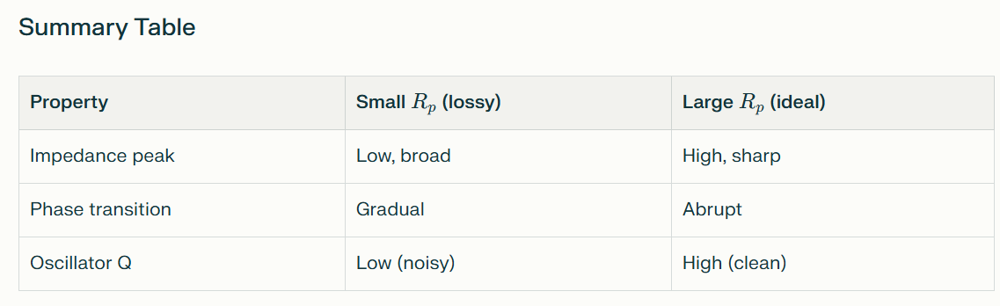 Summary Table
Property Small Rp (lossy) Large Rp (ideal)
Impedance peak Low, broad High, sharp
Phase transition Gradual Abrupt
Oscillator Q Low (noisy) High (clean)